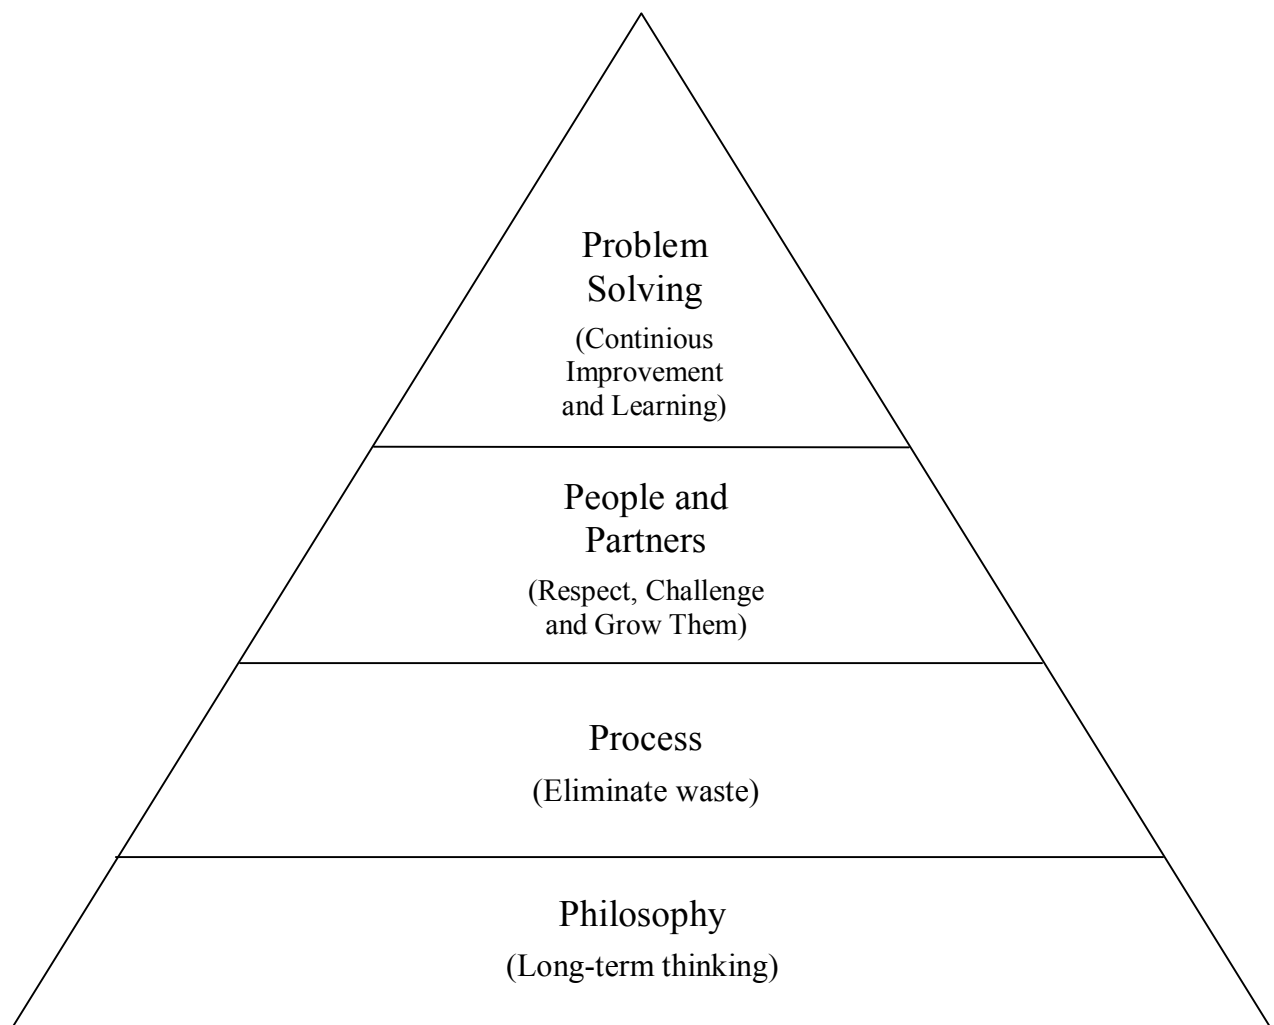 Problem
Solving
(Continious
Improvement
and Learning)
People and
Partners
(Respect, Challenge
and Grow Them)
Process
(Eliminate waste)
Philosophy
(Long-term thinking)